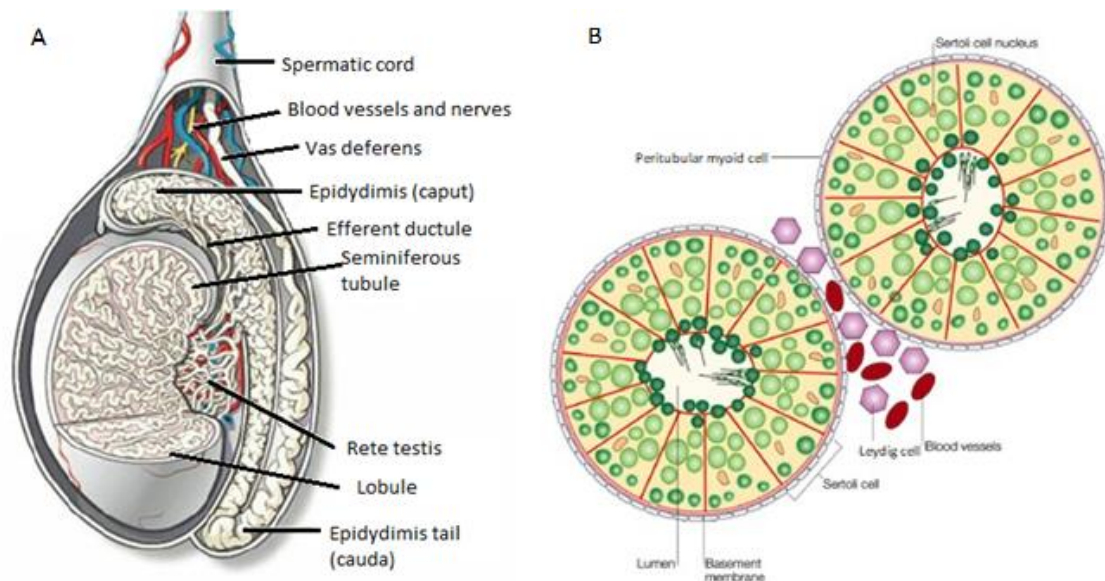 A
Spermatic cord
Blood vessels and nerves
Vas deferens
Epidydimis (caput)
Efferent ductule
Seminiferous
tubule
Rete testis
Lobule
Epidydimis tail
(cauda)
B
Sertoli cell nucleus
Peritubular myoid cell
Leydig cell
Blood vessels
Sertoli cell
Lumen
Basement
membrane